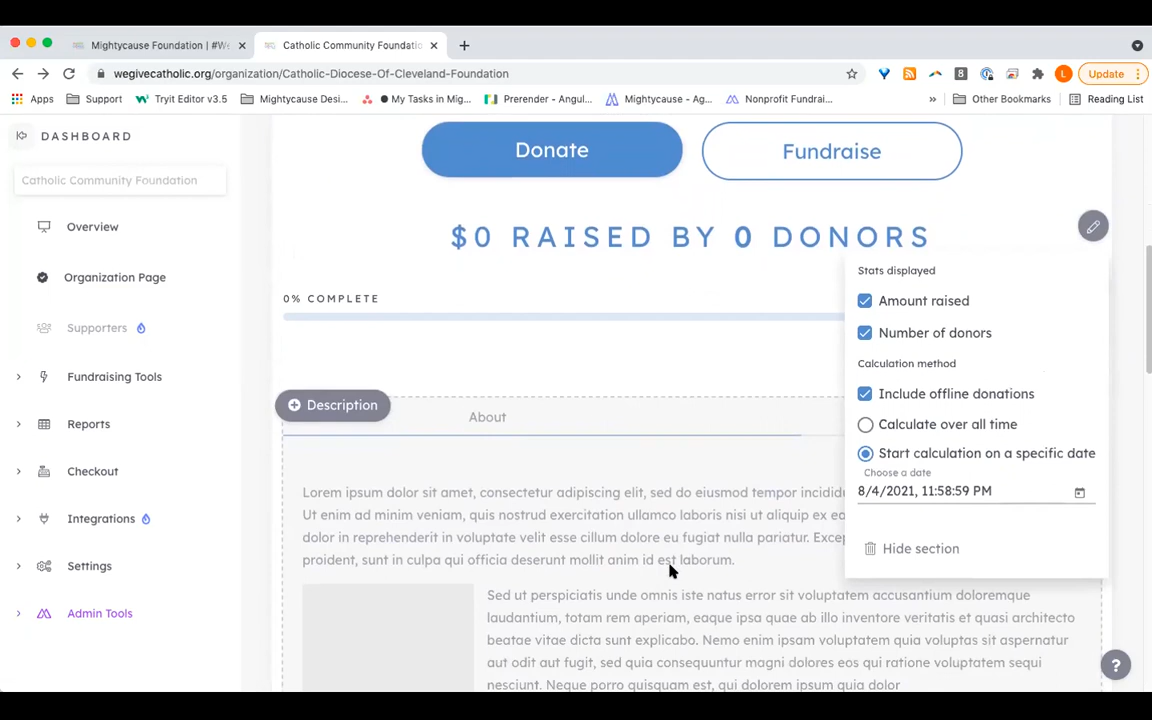 Mightycause Foundation | #We
Catholic Community Foundatio
wegivecatholic.org/organization/Catholic-Diocese-Of-Cleveland-Foundation
Update
Apps
Support
Tryit Editor v3.5
Mightycause Desi...
My Tasks in Mig...
Prerender - Angul...
Mightycause - Ag...
Nonprofit Fundrai...
»
Other Bookmarks
Reading List
DASHBOARD
Catholic Community Foundation
Overview
Organization Page
Supporters
Fundraising Tools
Reports
Checkout
Integrations
Settings
Admin Tools
Donate
Fundraise
$0 RAISED BY 0 DONORS
0% COMPLETE
Stats displayed
Amount raised
Number of donors
Calculation method
Include offline donations
Calculate over all time
Start calculation on a specific date
Choose a date
8/4/2021, 11:58:59 PM
Hide section
Description
About
Lorem ipsum dolor sit amet, consectetur adipiscing elit, sed do eiusmod tempor incidid
Ut enim ad minim veniam, quis nostrud exercitation ullamco laboris nisi ut aliquip ex ea
dolor in reprehenderit in voluptate velit esse cillum dolore eu fugiat nulla pariatur. Excep
proident, sunt in culpa qui officia deserunt mollit anim id est laborum.
Sed ut perspiciatis unde omnis iste natus error sit voluptatem accusantium doloremque
laudantium, totam rem aperiam, eaque ipsa quae ab illo inventore veritatis et quasi architecto
beatae vitae dicta sunt explicabo. Nemo enim ipsam voluptatem quia voluptas sit aspernatur
aut odit aut fugit, sed quia consequuntur magni dolores eos qui ratione voluptatem sequi
nesciunt. Neque porro quisquam est, qui dolorem ipsum quia dolor
?